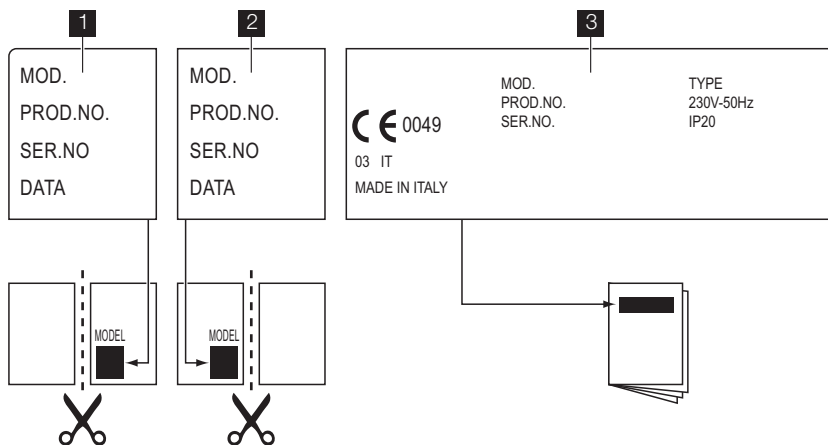 1
MOD.
PROD.NO.
SER.NO
DATA
MODEL
2
MOD.
PROD.NO.
SER.NO
DATA
MODEL
3
MOD.
PROD.NO.
SER.NO.
TYPE
230V-50Hz
IP20
CE 0049
03 IT
MADE IN ITALY